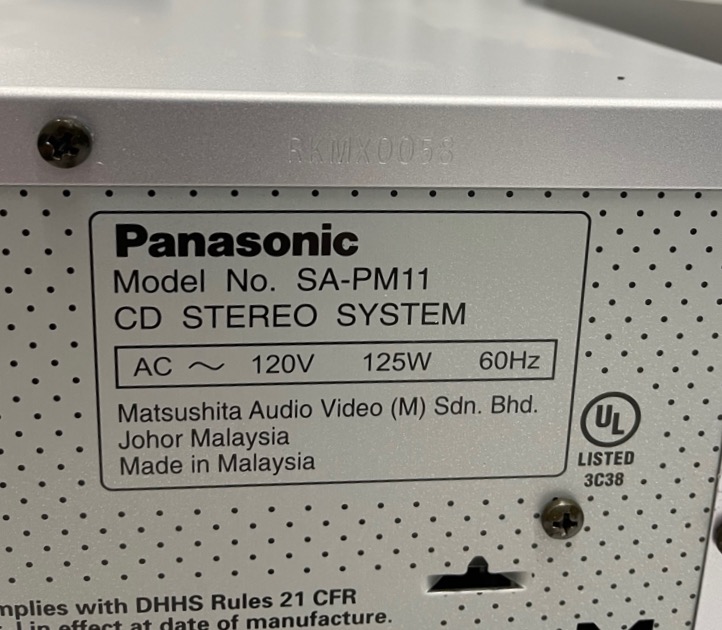 RKMX0058
Panasonic
Model No. SA-PM11
CD STEREO SYSTEM
AC ～ 120V 125W 60Hz
Matsushita Audio Video (M) Sdn. Bhd.
Johor Malaysia
Made in Malaysia
UL
LISTED
3C38
mplies with DHHS Rules 21 CFR
in effect at date of manufacture.